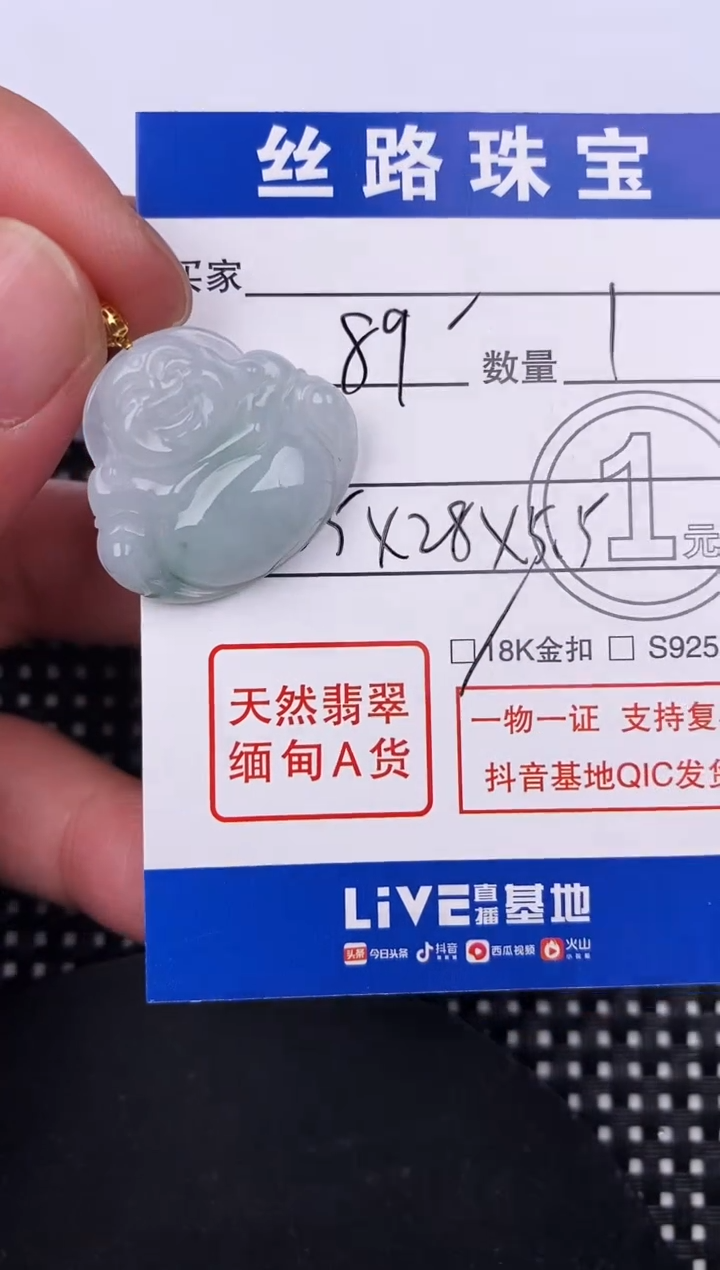 丝路珠宝
买家
89
数量 1
5×28×5.5
1元
□18K金扣 □S925
天然翡翠
缅甸A货
一物一证 支持复
抖音基地QIC发货
LiVE直播基地
头条 今日头条 抖音 西瓜视频 火山